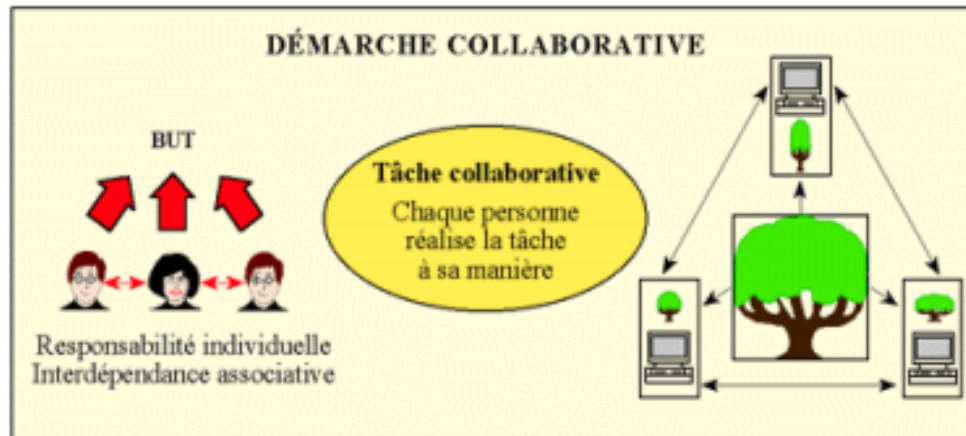 DÉMARCHE COLLABORATIVE
BUT
Responsabilité individuelle
Interdépendance associative
Tâche collaborative
Chaque personne
réalise la tâche
à sa manière